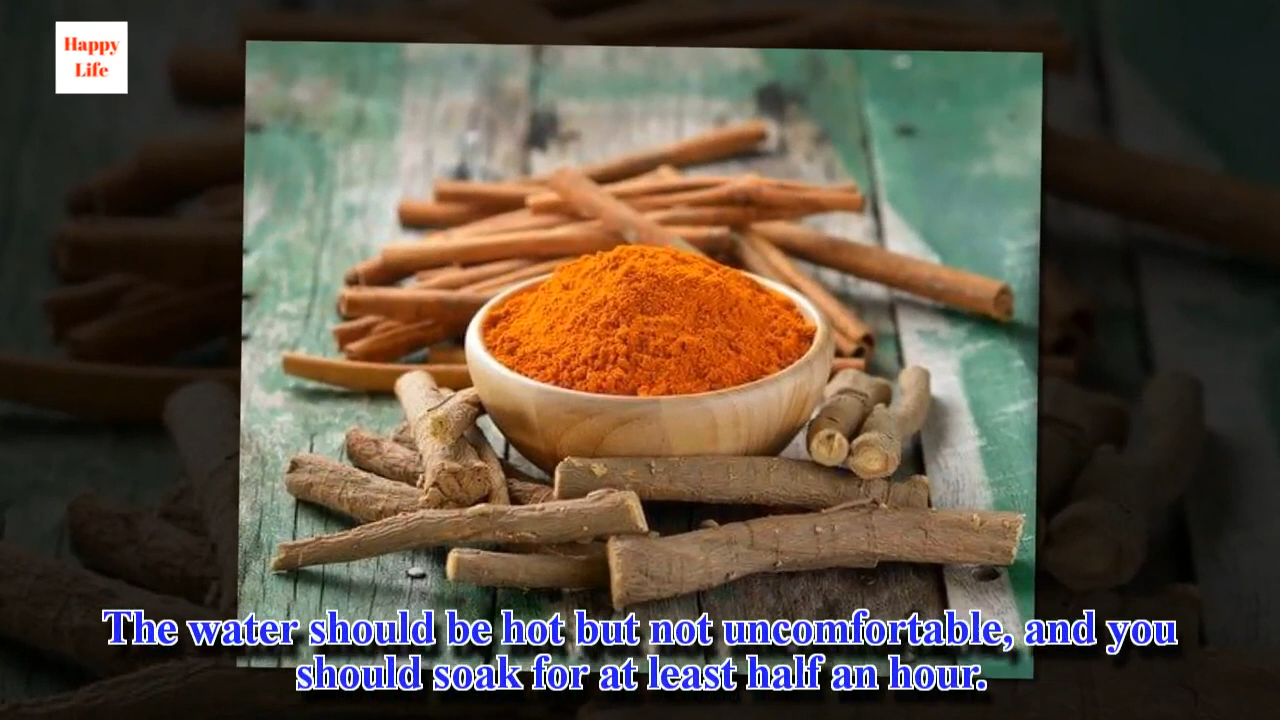 Happy
Life
The water should be hot but not uncomfortable, and you
should soak for at least half an hour.